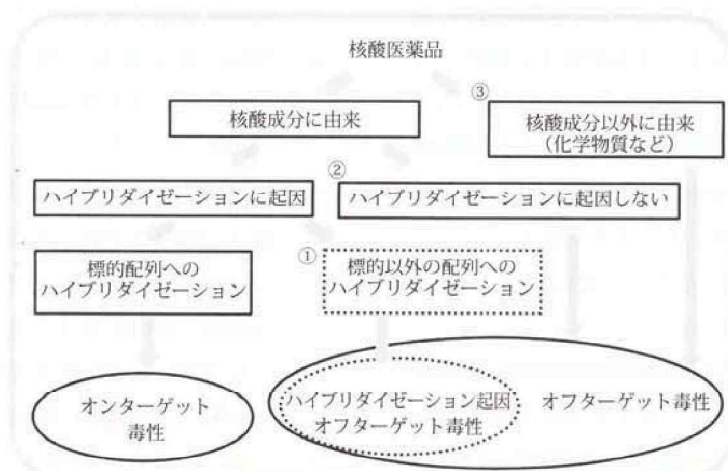 核酸医薬品
核酸成分に由来
③
核酸成分以外に由来
（化学物質など）
ハイブリダイゼーションに起因
②
ハイブリダイゼーションに起因しない
標的配列への
ハイブリダイゼーション
①
標的以外の配列への
ハイブリダイゼーション
オンターゲット
毒性
ハイブリダイゼーション起因
オフターゲット毒性
オフターゲット毒性